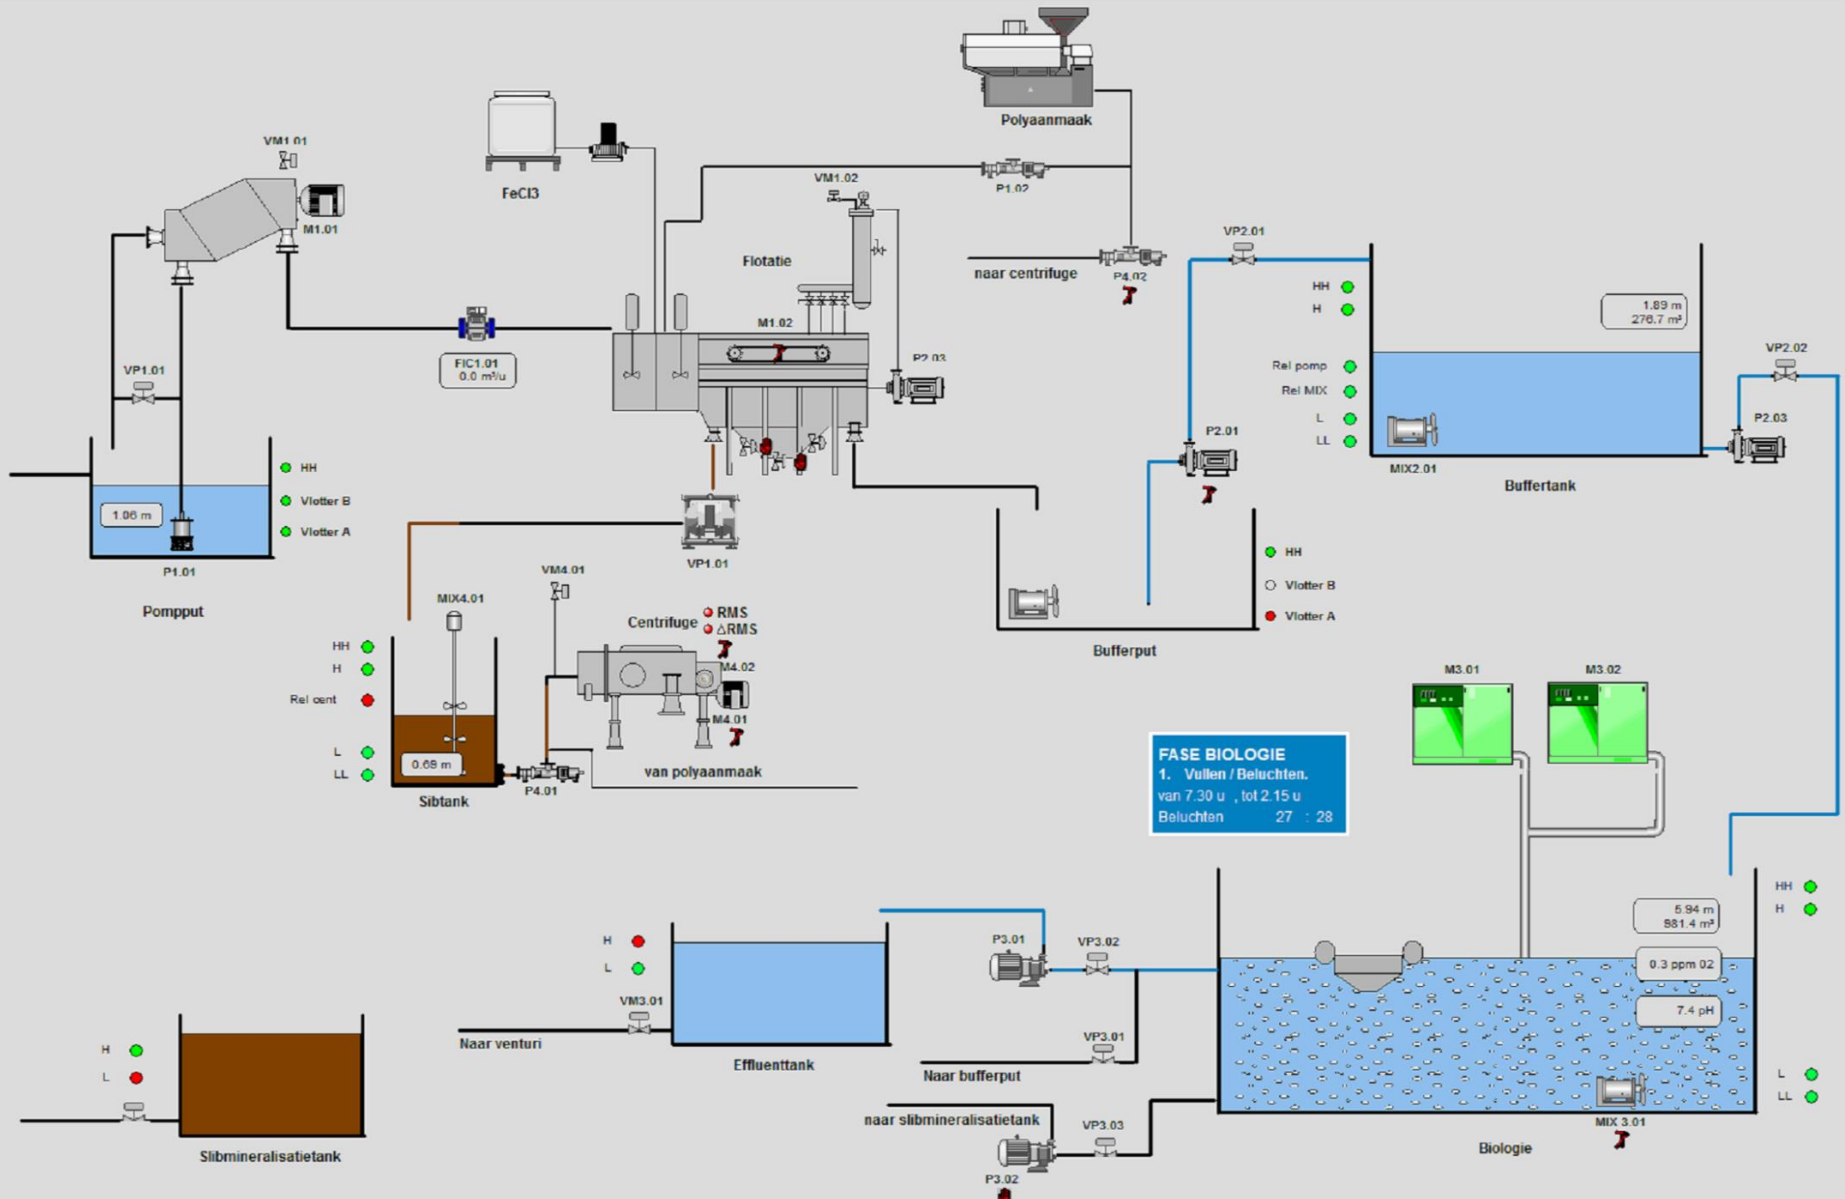 Polyaanmaak
VM1.01
M1.01
FeCl3
P1.02
VM1.02
Flotatie
M1.02
naar centrifuge
P4.02
VP2.01
HH
H
1.89 m
276.7 m³
Rel pomp
Rel MIX
L
LL
MIX2.01
Buffertank
VP2.02
P2.03
FIC1.01
0.0 m³/u
VP1.01
P2.03
P2.01
HH
Vlotter B
Vlotter A
1.06 m
P1.01
Pompput
VP1.01
HH
Vlotter B
Vlotter A
Bufferput
VM4.01
MIX4.01
Centrifuge
RMS
△RMS
M4.02
M4.01
HH
H
Rel cent
L
LL
0.69 m
Sibtank
P4.01
van polyaanmaak
M3.01
M3.02
FASE BIOLOGIE
1. Vullen / Beluchten.
van 7.30 u , tot 2.15 u
Beluchten 27 : 28
HH
H
5.94 m
981.4 m³
0.3 ppm 02
7.4 pH
L
LL
MIX 3.01
Biologie
P3.01
VP3.02
VP3.01
Naar bufferput
naar slibmineralisatietank
VP3.03
P3.02
H
L
VM3.01
Naar venturi
Effluenttank
H
L
Slibmineralisatietank